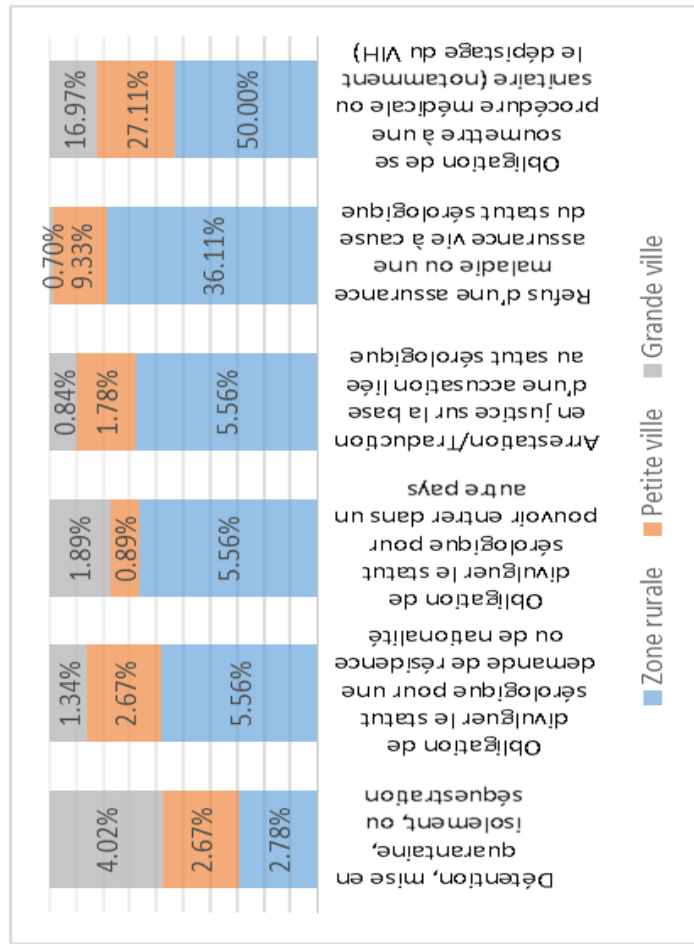 4.02%
2.67%
2.78%
1.34%
2.67%
5.56%
1.89%
0.89%
5.56%
0.84%
1.78%
5.56%
0.70%
9.33%
36.11%
16.97%
27.11%
50.00%
Détention, mise en
quarantaine,
isolement, ou,
séquestration
Obligation de
divulguer le statut
sérologique pour une
demande de résidence
ou de nationalité
Obligation de
divulguer le statut
sérologique pour
pouvoir entrer dans un
autre pays
Arrestation/Traduction
en justice sur la base
d'une accusation liée
au satut sérologique
Refus d'une assurance
maladie ou une
assurance vie à cause
du statut sérologique
Obligation de se
soumettre à une
procédure médicale ou
sanitaire (notamment
le dépistage du VIH)
Zone rurale
Petite ville
Grande ville